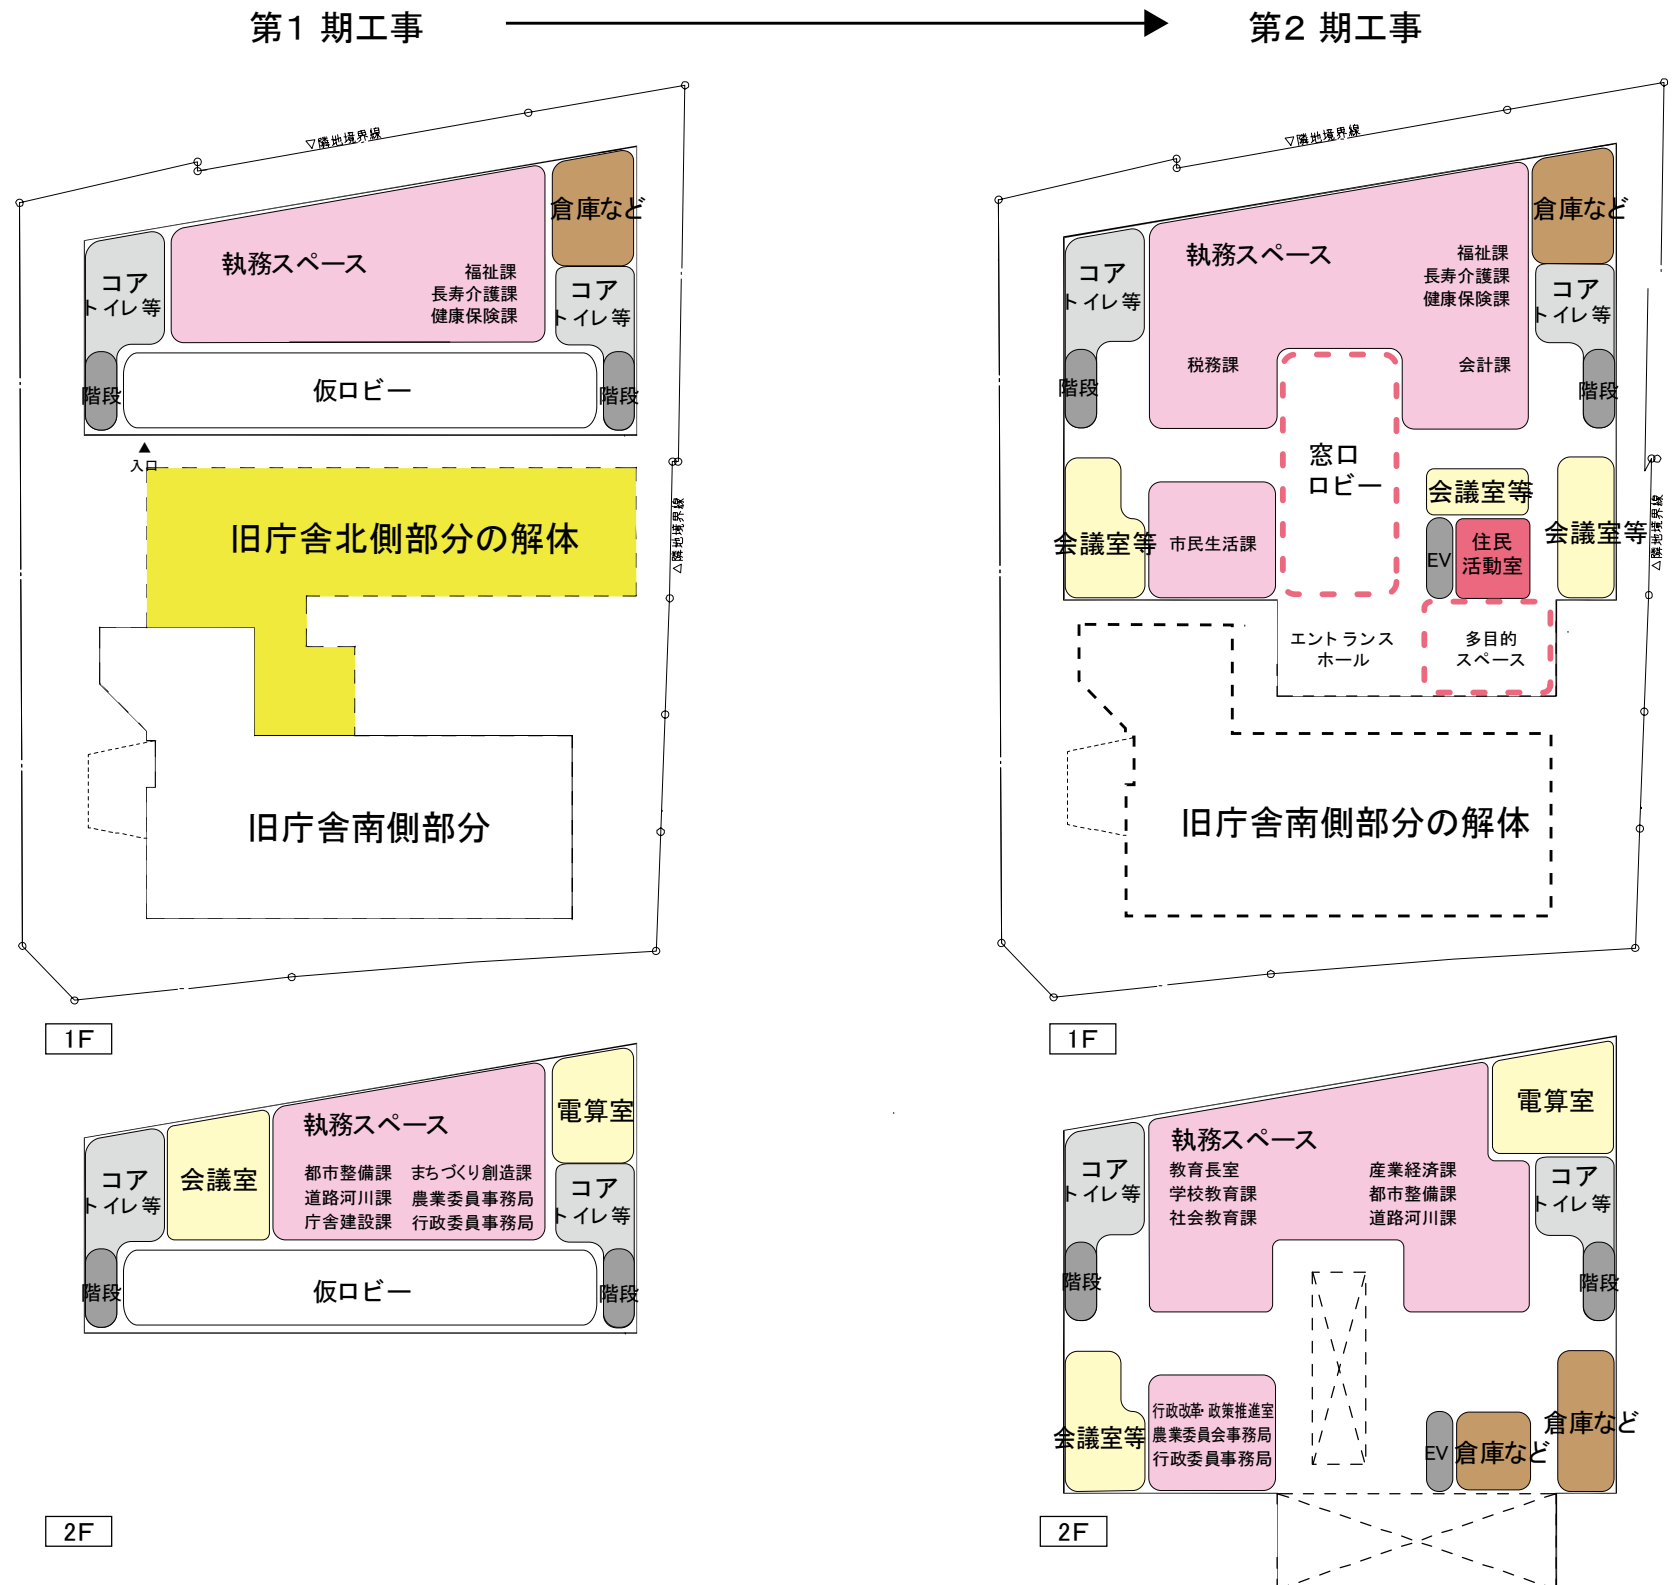 第1 期工事
第2 期工事
▽隣地境界線
倉庫など
執務スペース
福祉課
長寿介護課
健康保険課
コア
トイレ等
コア
トイレ等
階段
仮ロビー
階段
▲
入口
旧庁舎北側部分の解体
△隣地境界線
旧庁舎南側部分
1F
▽隣地境界線
倉庫など
執務スペース
福祉課
長寿介護課
健康保険課
コア
トイレ等
コア
トイレ等
税務課
会計課
階段
階段
窓口
ロビー
会議室等
会議室等
市民生活課
EV
住民
活動室
会議室等
△隣地境界線
エントランス
ホール
多目的
スペース
旧庁舎南側部分の解体
1F
電算室
執務スペース
コア
トイレ等
会議室
都市整備課 まちづくり創造課
道路河川課 農業委員事務局
庁舎建設課 行政委員事務局
コア
トイレ等
階段
仮ロビー
階段
2F
電算室
執務スペース
コア
トイレ等
教育長室
学校教育課
社会教育課
産業経済課
都市整備課
道路河川課
コア
トイレ等
階段
階段
会議室等
行政改革・政策推進室
農業委員会事務局
行政委員事務局
EV
倉庫など
倉庫など
2F